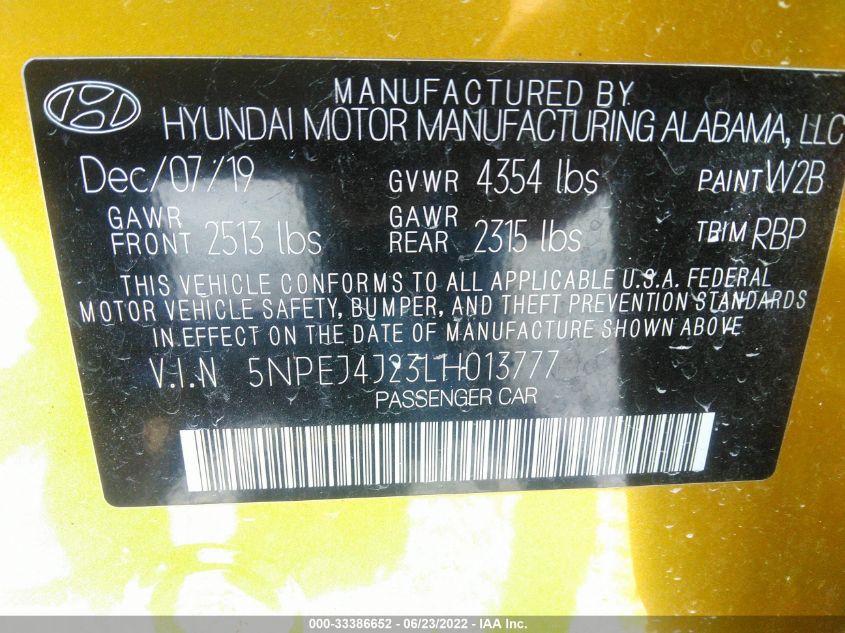 MANUFACTURED BY
HYUNDAI MOTOR MANUFACTURING ALABAMA, LLC
Dec/07/19 GVWR 4354 lbs PAINT W2B
GAWR FRONT 2513 lbs GAWR REAR 2315 lbs TRIM RBP
THIS VEHICLE CONFORMS TO ALL APPLICABLE U.S.A. FEDERAL
MOTOR VEHICLE SAFETY, BUMPER, AND THEFT PREVENTION STANDARDS
IN EFFECT ON THE DATE OF MANUFACTURE SHOWN ABOVE
V.I.N 5NPEJ4J23LH013777
PASSENGER CAR
000-33386652 - 06/23/2022 - IAA Inc.